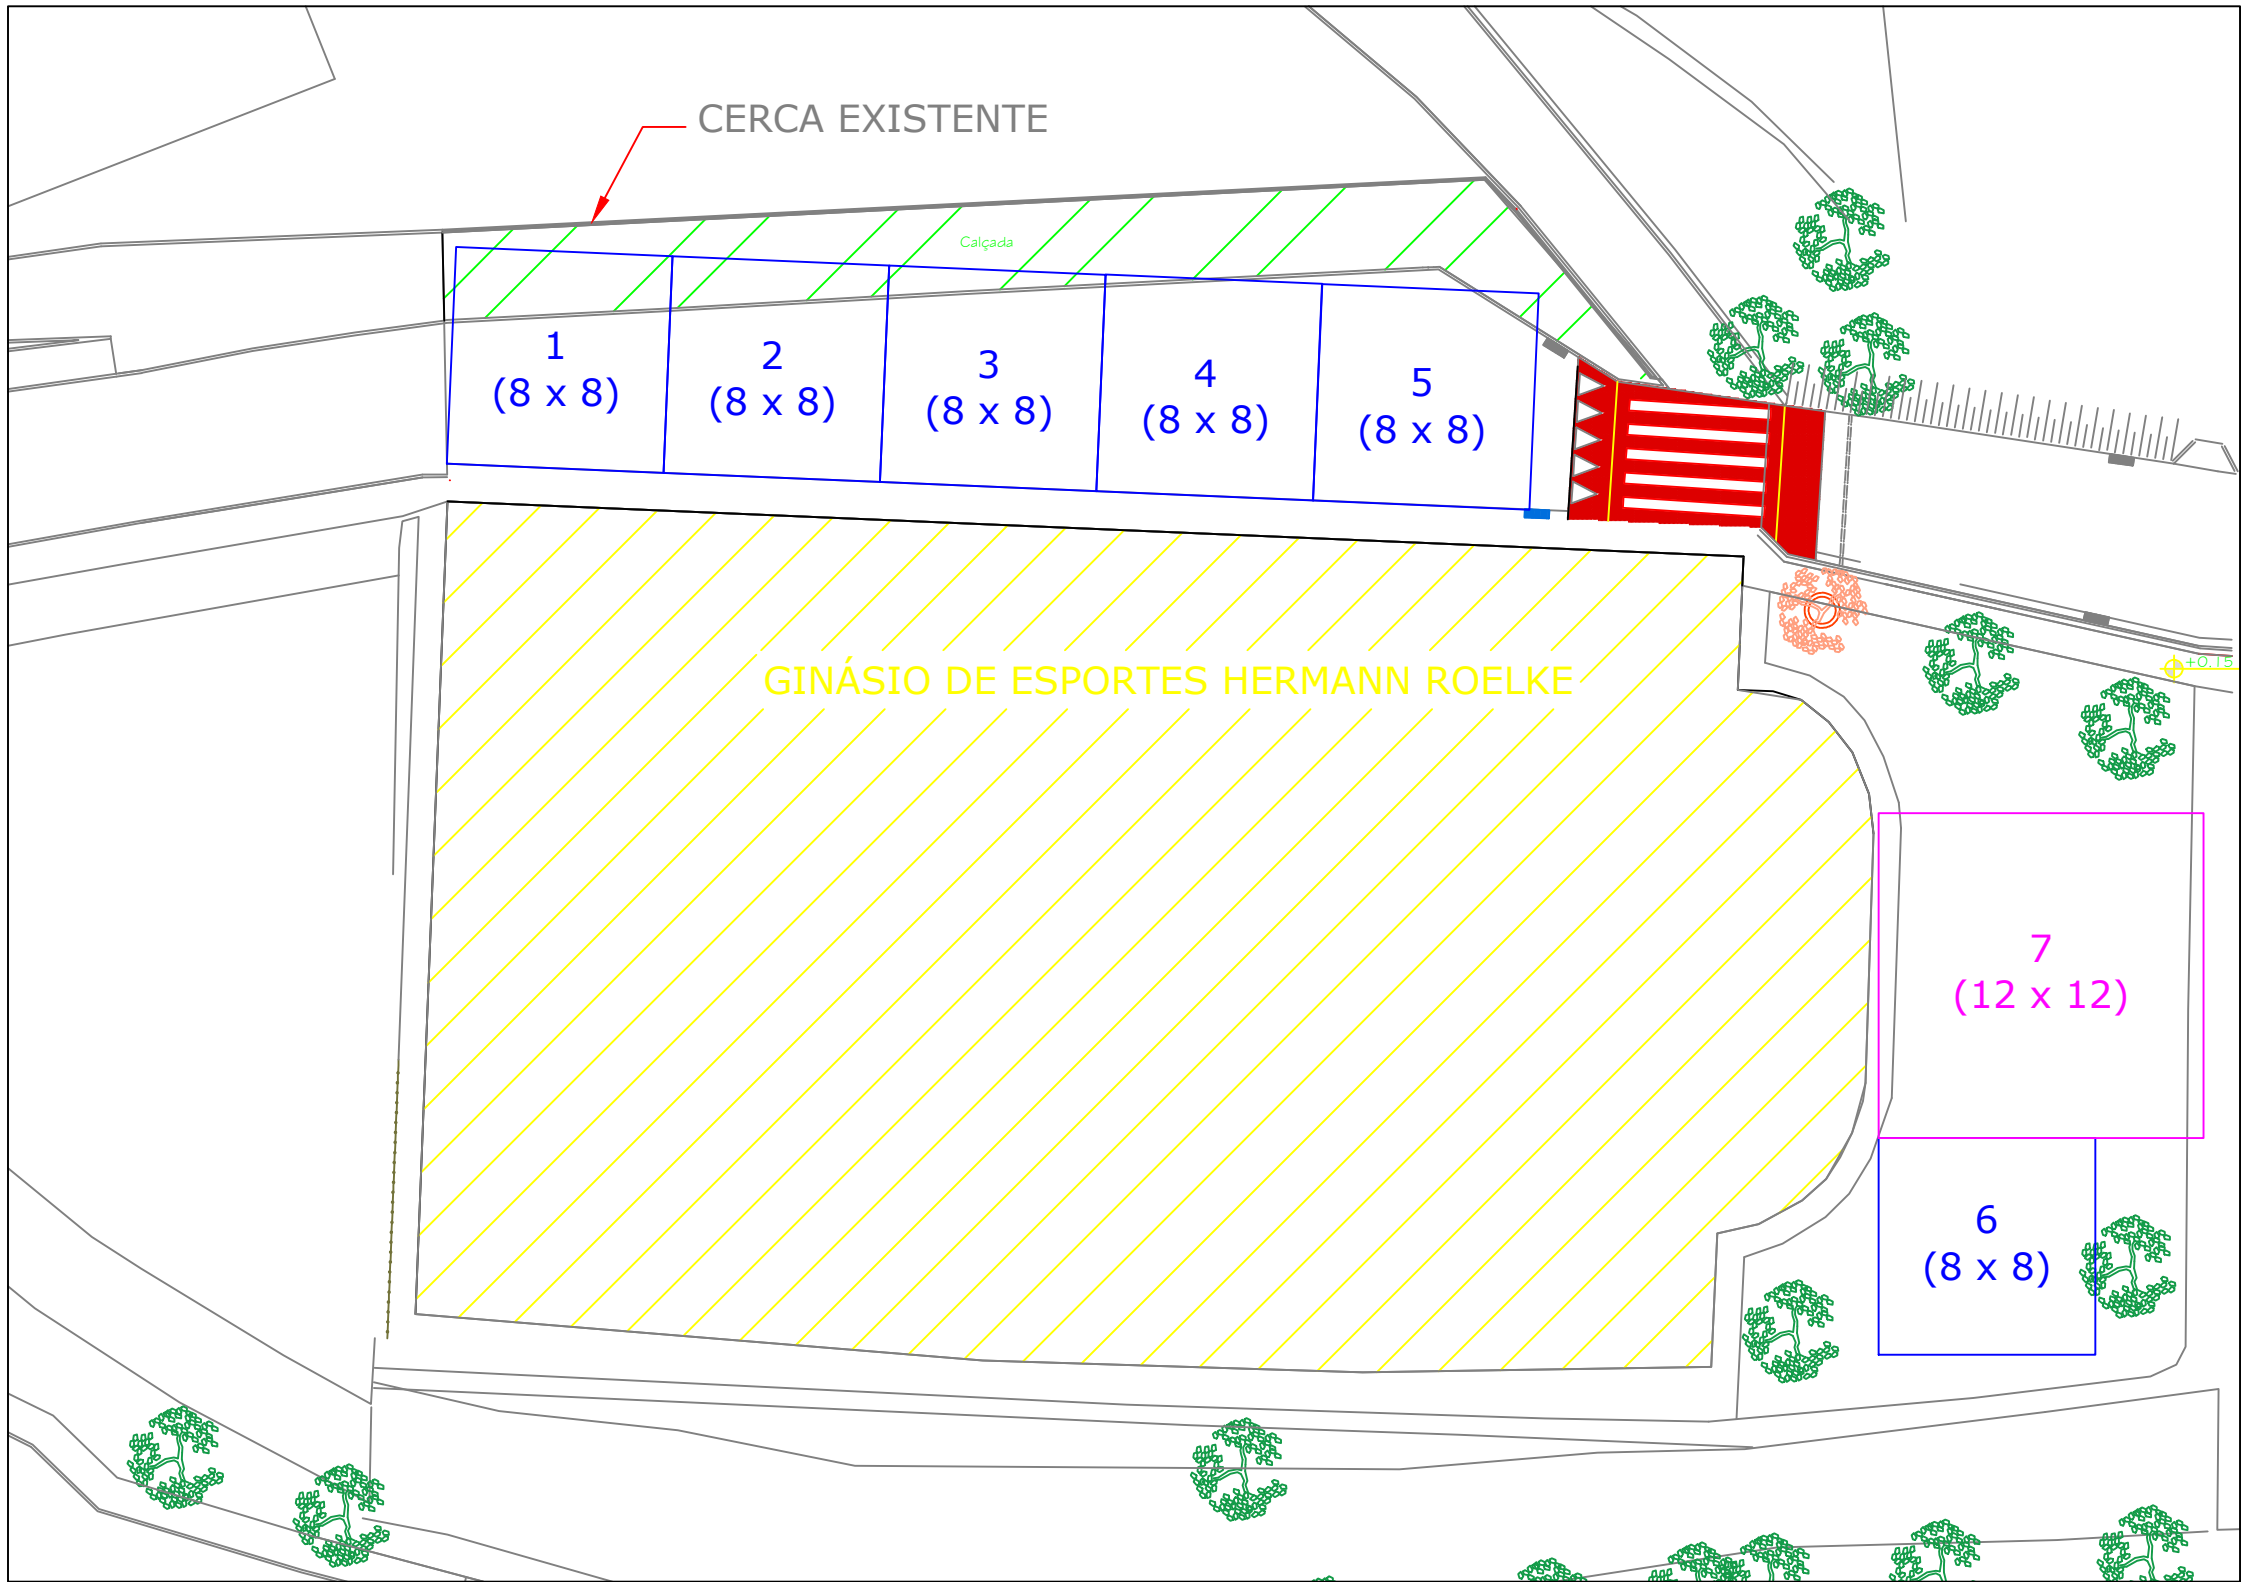 CERCA EXISTENTE
Calçada
1
(8 x 8)
2
(8 x 8)
3
(8 x 8)
4
(8 x 8)
5
(8 x 8)
GINÁSIO DE ESPORTES HERMANN ROELKE
+0.15
7
(12 x 12)
6
(8 x 8)